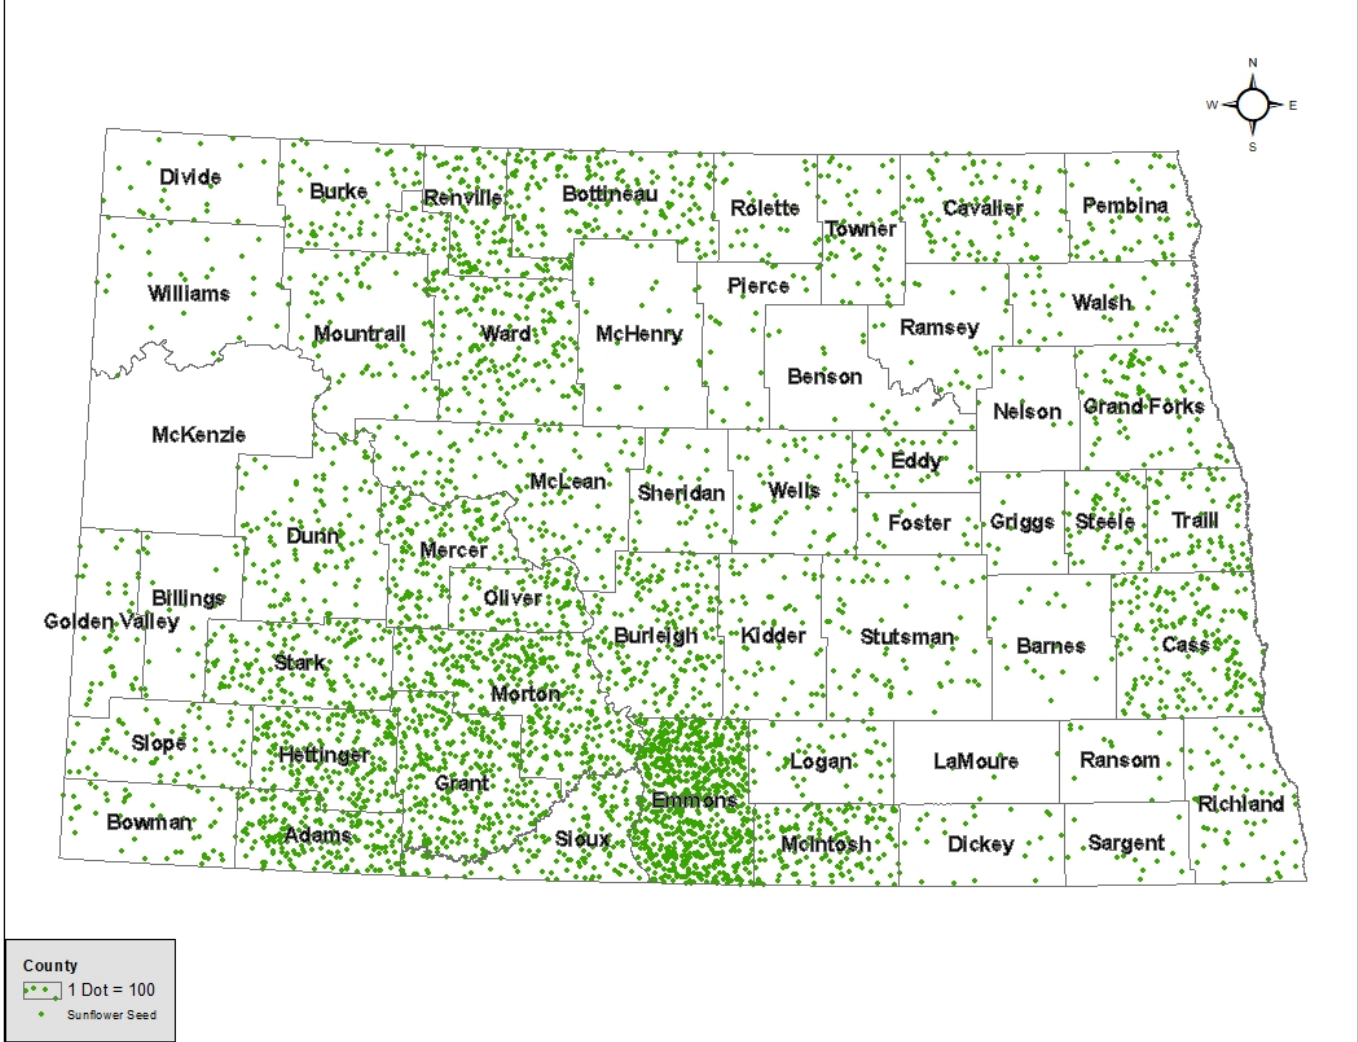 N
W E
S
Divide
Burke
Renville
Bottineau
Rolette
Towner
Cavalier
Pembina
Williams
Mountrail
Ward
McHenry
Pierce
Benson
Ramsey
Walsh
McKenzie
Nelson
Grand Forks
McLean
Sheridan
Wells
Eddy
Foster
Griggs
Steele
Traill
Dunn
Mercer
Oliver
Billings
Golden Valley
Stark
Morton
Burleigh
Kidder
Stutsman
Barnes
Cass
Slope
Hettinger
Grant
Emmons
Logan
LaMoure
Ransom
Richland
Bowman
Adams
Sioux
McIntosh
Dickey
Sargent
County
1 Dot = 100
Sunflower Seed